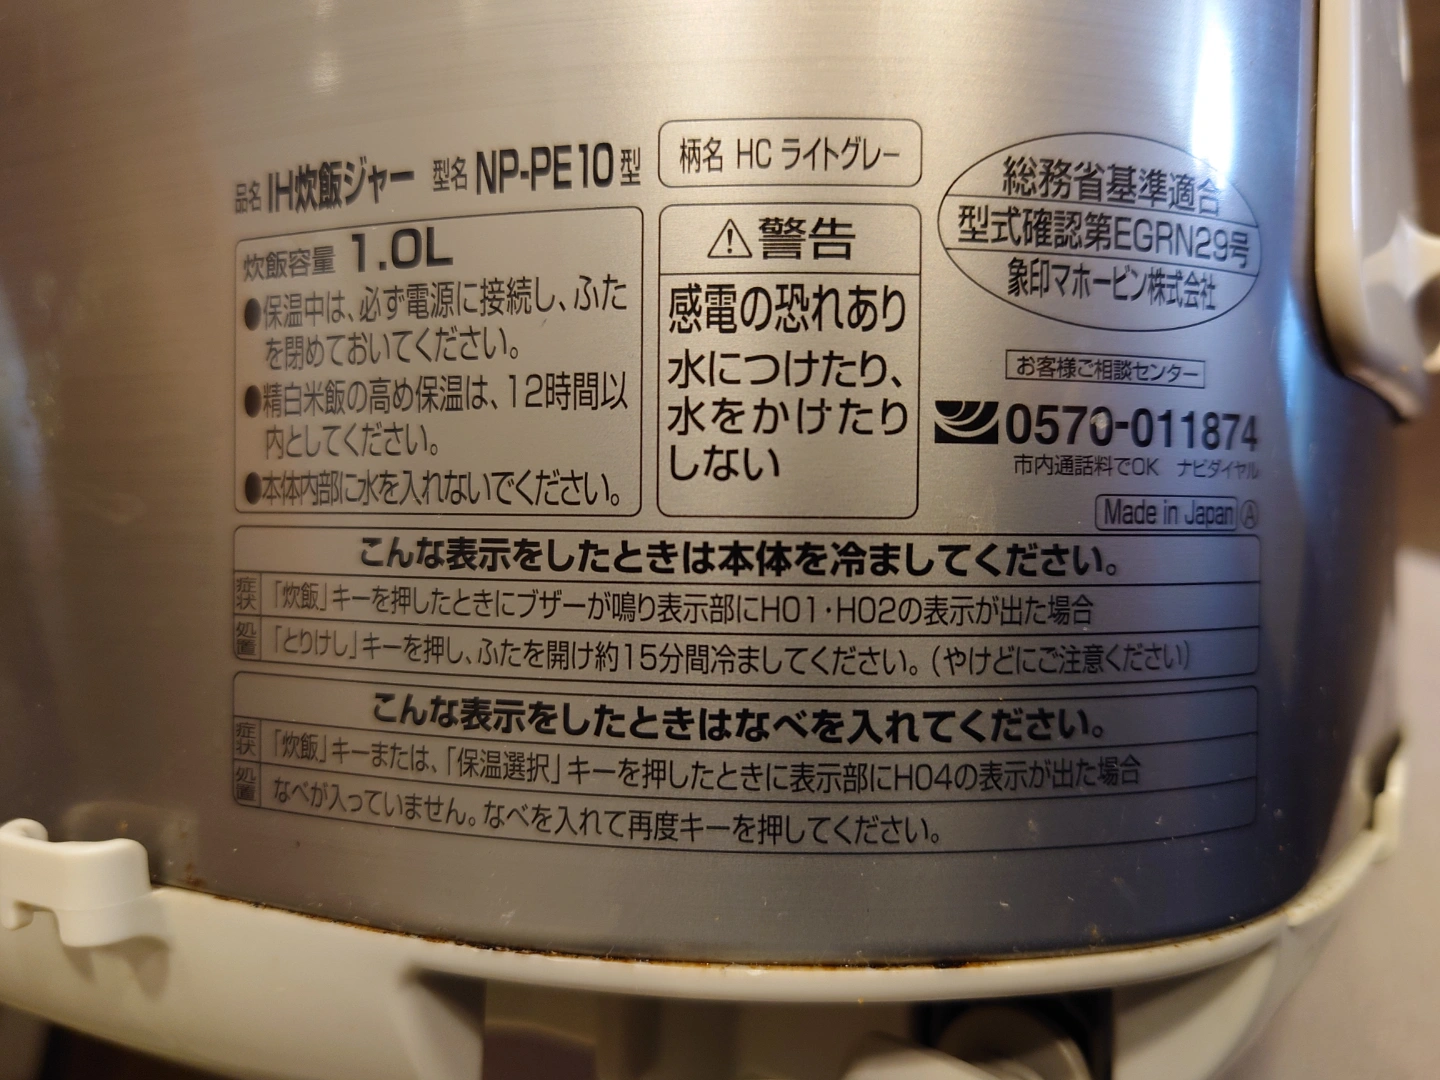 品名 IH炊飯ジャー 型名 NP-PE10型
炊飯容量 1.0L
●保温中は、必ず電源に接続し、ふた
を閉めておいてください。
●精白米飯の高め保温は、12時間以
内としてください。
●本体内部に水を入れないでください。
柄名 HC ライトグレー
⚠警告
感電の恐れあり
水につけたり、
水をかけたり
しない
総務省基準適合
型式確認第EGRN29号
象印マホービン株式会社
お客様ご相談センター
0570-011874
市内通話料でOK ナビダイヤル
Made in Japan Ⓐ
こんな表示をしたときは本体を冷ましてください。
症状 「炊飯」キーを押したときにブザーが鳴り表示部にH01・H02の表示が出た場合
処置 「とりけし」キーを押し、ふたを開け約15分間冷ましてください。(やけどにご注意ください)
こんな表示をしたときはなべを入れてください。
症状 「炊飯」キーまたは、「保温選択」キーを押したときに表示部にH04の表示が出た場合
処置 なべが入っていません。なべを入れて再度キーを押してください。